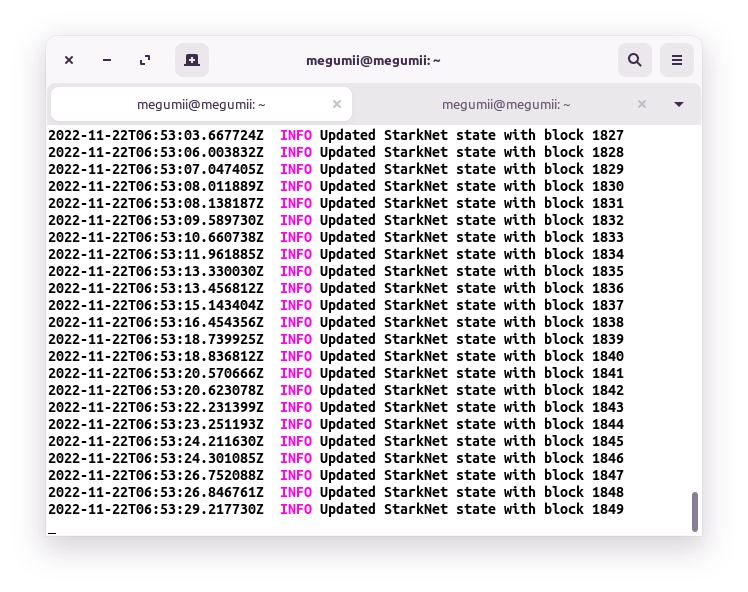 megumii@megumii: ~
megumii@megumii: ~
megumii@megumii: ~
2022-11-22T06:53:03.667724Z  INFO Updated StarkNet state with block 1827
2022-11-22T06:53:06.003832Z  INFO Updated StarkNet state with block 1828
2022-11-22T06:53:07.047405Z  INFO Updated StarkNet state with block 1829
2022-11-22T06:53:08.011889Z  INFO Updated StarkNet state with block 1830
2022-11-22T06:53:08.138187Z  INFO Updated StarkNet state with block 1831
2022-11-22T06:53:09.589730Z  INFO Updated StarkNet state with block 1832
2022-11-22T06:53:10.660738Z  INFO Updated StarkNet state with block 1833
2022-11-22T06:53:11.961885Z  INFO Updated StarkNet state with block 1834
2022-11-22T06:53:13.330030Z  INFO Updated StarkNet state with block 1835
2022-11-22T06:53:13.456812Z  INFO Updated StarkNet state with block 1836
2022-11-22T06:53:15.143404Z  INFO Updated StarkNet state with block 1837
2022-11-22T06:53:16.454356Z  INFO Updated StarkNet state with block 1838
2022-11-22T06:53:18.739925Z  INFO Updated StarkNet state with block 1839
2022-11-22T06:53:18.836812Z  INFO Updated StarkNet state with block 1840
2022-11-22T06:53:20.570666Z  INFO Updated StarkNet state with block 1841
2022-11-22T06:53:20.623078Z  INFO Updated StarkNet state with block 1842
2022-11-22T06:53:22.231399Z  INFO Updated StarkNet state with block 1843
2022-11-22T06:53:23.251193Z  INFO Updated StarkNet state with block 1844
2022-11-22T06:53:24.211630Z  INFO Updated StarkNet state with block 1845
2022-11-22T06:53:24.301085Z  INFO Updated StarkNet state with block 1846
2022-11-22T06:53:26.752088Z  INFO Updated StarkNet state with block 1847
2022-11-22T06:53:26.846761Z  INFO Updated StarkNet state with block 1848
2022-11-22T06:53:29.217730Z  INFO Updated StarkNet state with block 1849